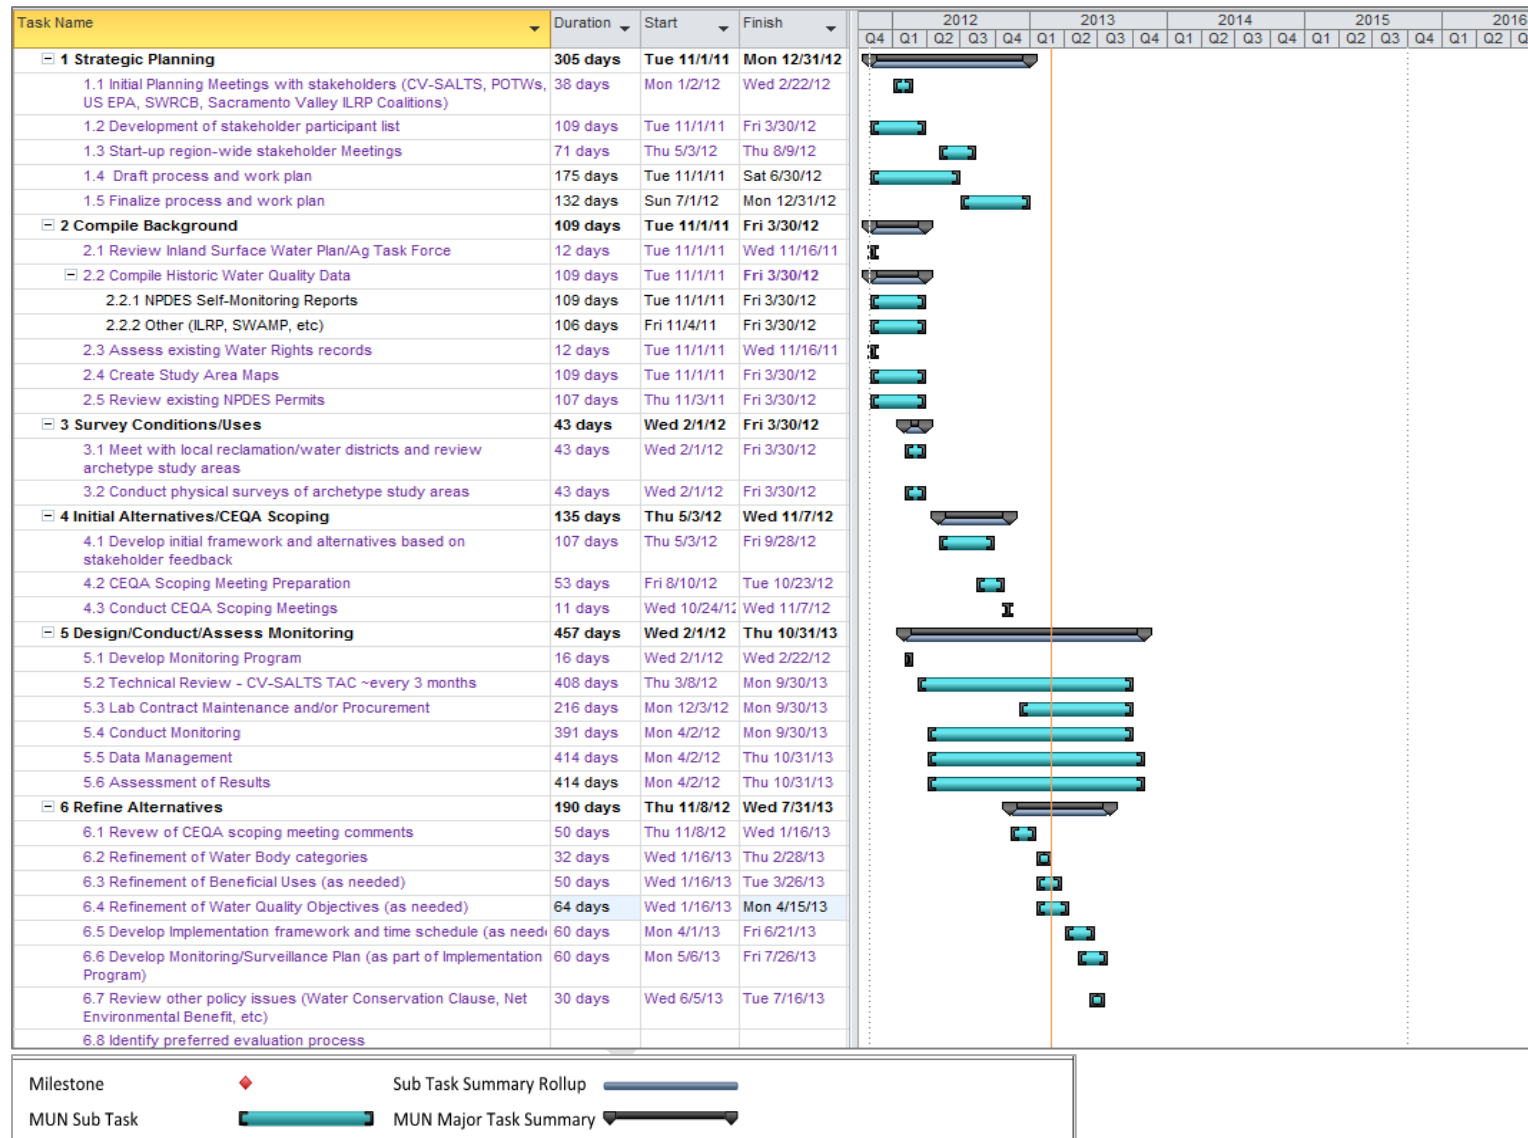 Task Name Duration Start Finish 2012 2013 2014 2015 2016
Q4 Q1 Q2 Q3 Q4 Q1 Q2 Q3 Q4 Q1 Q2 Q3 Q4 Q1 Q2 Q3 Q4 Q1 Q2
1 Strategic Planning 305 days Tue 11/1/11 Mon 12/31/12
1.1 Initial Planning Meetings with stakeholders (CV-SALTS, POTWs, 38 days Mon 1/2/12 Wed 2/22/12
US EPA, SWRCB, Sacramento Valley ILRP Coalitions)
1.2 Development of stakeholder participant list 109 days Tue 11/1/11 Fri 3/30/12
1.3 Start-up region-wide stakeholder Meetings 71 days Thu 5/3/12 Thu 8/9/12
1.4 Draft process and work plan 175 days Tue 11/1/11 Sat 6/30/12
1.5 Finalize process and work plan 132 days Sun 7/1/12 Mon 12/31/12
2 Compile Background 109 days Tue 11/1/11 Fri 3/30/12
2.1 Review Inland Surface Water Plan/Ag Task Force 12 days Tue 11/1/11 Wed 11/16/11
2.2 Compile Historic Water Quality Data 109 days Tue 11/1/11 Fri 3/30/12
2.2.1 NPDES Self-Monitoring Reports 109 days Tue 11/1/11 Fri 3/30/12
2.2.2 Other (ILRP, SWAMP, etc) 106 days Fri 11/4/11 Fri 3/30/12
2.3 Assess existing Water Rights records 12 days Tue 11/1/11 Wed 11/16/11
2.4 Create Study Area Maps 109 days Tue 11/1/11 Fri 3/30/12
2.5 Review existing NPDES Permits 107 days Thu 11/3/11 Fri 3/30/12
3 Survey Conditions/Uses 43 days Wed 2/1/12 Fri 3/30/12
3.1 Meet with local reclamation/water districts and review 43 days Wed 2/1/12 Fri 3/30/12
archetype study areas
3.2 Conduct physical surveys of archetype study areas 43 days Wed 2/1/12 Fri 3/30/12
4 Initial Alternatives/CEQA Scoping 135 days Thu 5/3/12 Wed 11/7/12
4.1 Develop initial framework and alternatives based on 107 days Thu 5/3/12 Fri 9/28/12
stakeholder feedback
4.2 CEQA Scoping Meeting Preparation 53 days Fri 8/10/12 Tue 10/23/12
4.3 Conduct CEQA Scoping Meetings 11 days Wed 10/24/12 Wed 11/7/12
5 Design/Conduct/Assess Monitoring 457 days Wed 2/1/12 Thu 10/31/13
5.1 Develop Monitoring Program 16 days Wed 2/1/12 Wed 2/22/12
5.2 Technical Review - CV-SALTS TAC ~every 3 months 408 days Thu 3/8/12 Mon 9/30/13
5.3 Lab Contract Maintenance and/or Procurement 216 days Mon 12/3/12 Mon 9/30/13
5.4 Conduct Monitoring 391 days Mon 4/2/12 Mon 9/30/13
5.5 Data Management 414 days Mon 4/2/12 Thu 10/31/13
5.6 Assessment of Results 414 days Mon 4/2/12 Thu 10/31/13
6 Refine Alternatives 190 days Thu 11/8/12 Wed 7/31/13
6.1 Revew of CEQA scoping meeting comments 50 days Thu 11/8/12 Wed 1/16/13
6.2 Refinement of Water Body categories 32 days Wed 1/16/13 Thu 2/28/13
6.3 Refinement of Beneficial Uses (as needed) 50 days Wed 1/16/13 Tue 3/26/13
6.4 Refinement of Water Quality Objectives (as needed) 64 days Wed 1/16/13 Mon 4/15/13
6.5 Develop Implementation framework and time schedule (as neede 60 days Mon 4/1/13 Fri 6/21/13
6.6 Develop Monitoring/Surveillance Plan (as part of Implementation 60 days Mon 5/6/13 Fri 7/26/13
Program)
6.7 Review other policy issues (Water Conservation Clause, Net 30 days Wed 6/5/13 Tue 7/16/13
Environmental Benefit, etc)
6.8 Identify preferred evaluation process
Milestone Sub Task Summary Rollup
MUN Sub Task MUN Major Task Summary